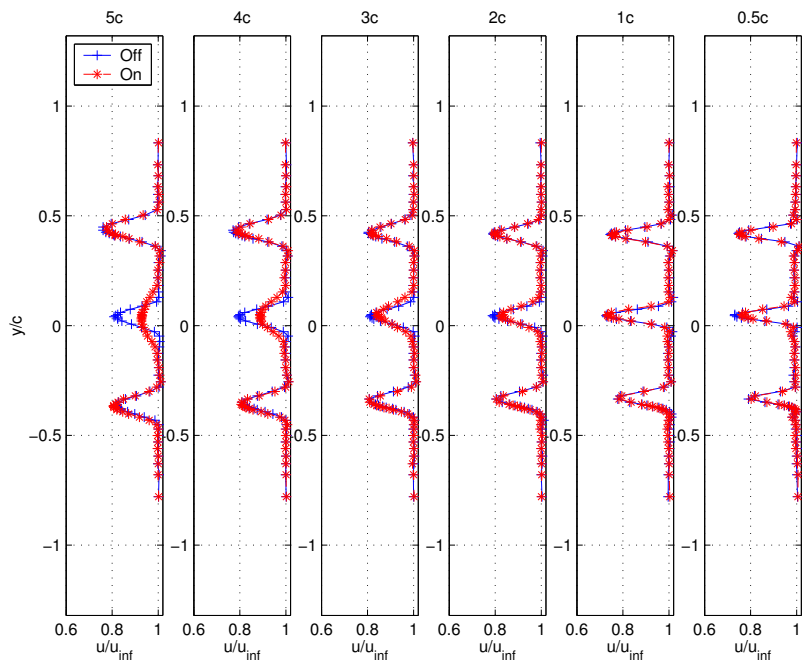 5c 4c 3c 2c 1c 0.5c
Off
On
1 1 1 1 1 1
0.5 0.5 0.5 0.5 0.5 0.5
y/c
0 0 0 0 0 0
−0.5 −0.5 −0.5 −0.5 −0.5 −0.5
−1 −1 −1 −1 −1 −1
0.6 0.8 1 0.6 0.8 1 0.6 0.8 1 0.6 0.8 1 0.6 0.8 1 0.6 0.8 1
u/u_inf u/u_inf u/u_inf u/u_inf u/u_inf u/u_inf